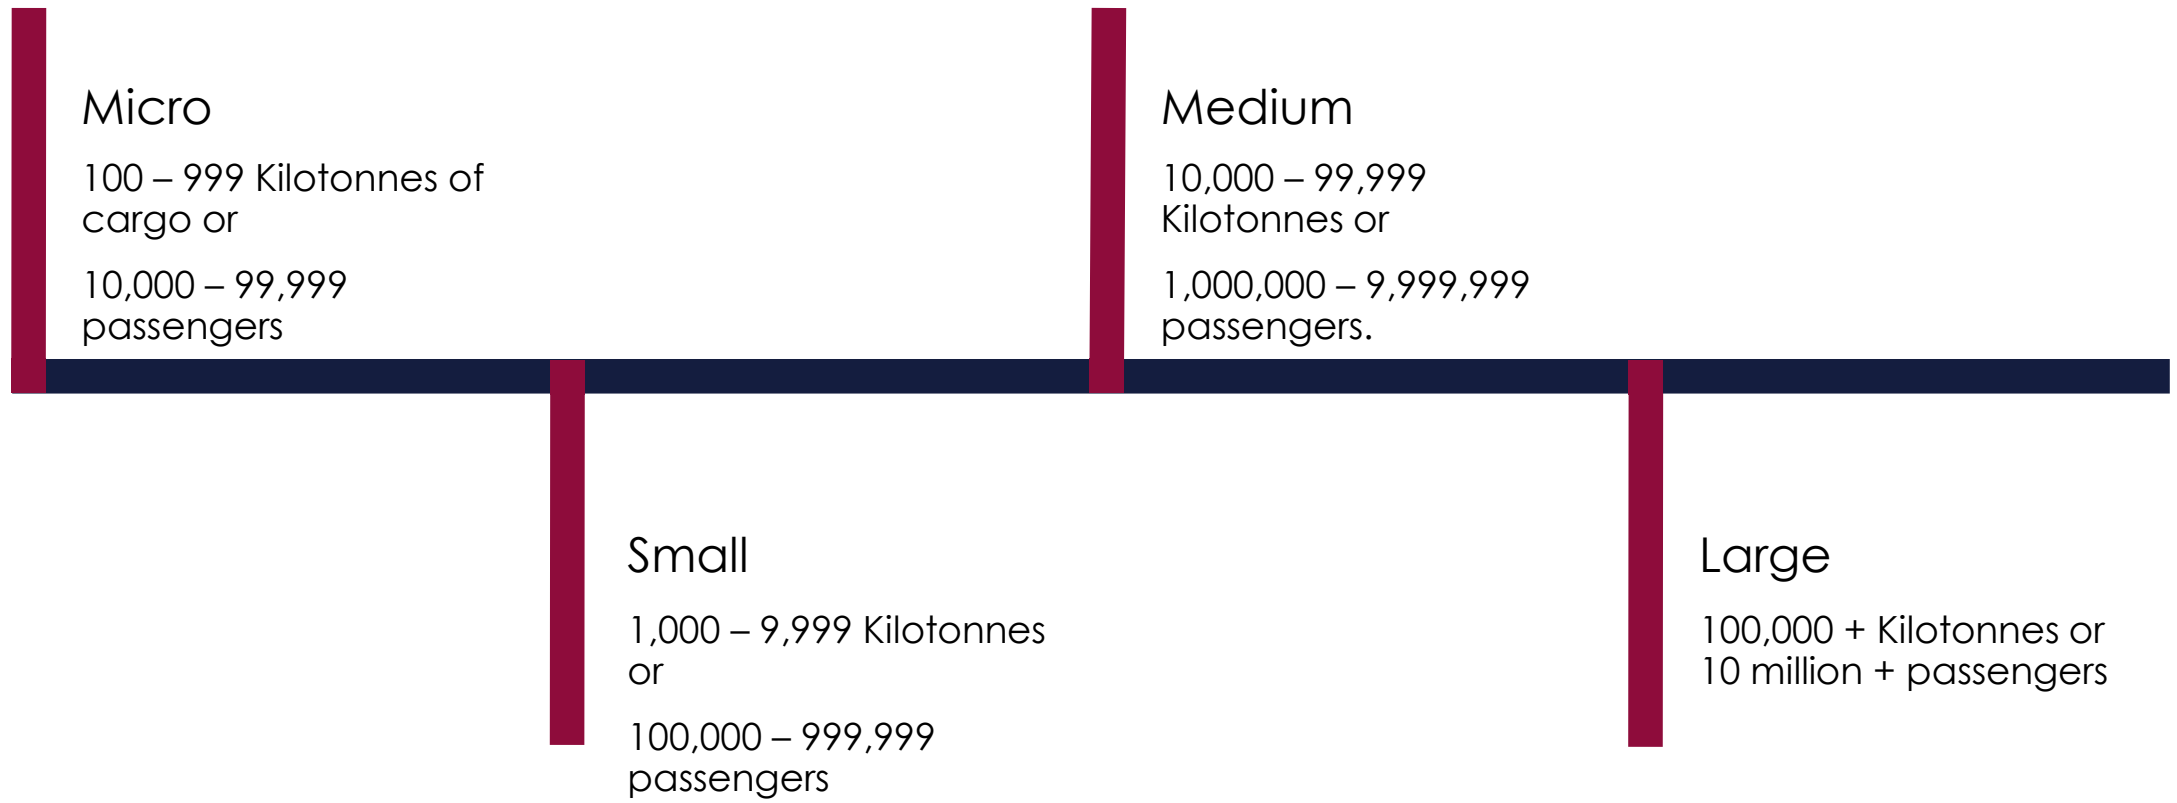 Micro
100 – 999 Kilotonnes of
cargo or
10,000 – 99,999
passengers
Small
1,000 – 9,999 Kilotonnes
or
100,000 – 999,999
passengers
Medium
10,000 – 99,999
Kilotonnes or
1,000,000 – 9,999,999
passengers.
Large
100,000 + Kilotonnes or
10 million + passengers